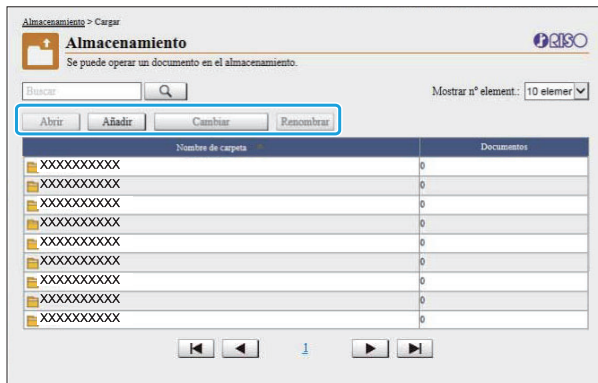 Almacenamiento > Cargar
Almacenamiento
RISO
Se puede operar un documento en el almacenamiento.
Buscar
Mostrar nº element.: 10 elemer
Abrir Añadir Cambiar Renombrar
Nombre de carpeta Documentos
XXXXXXXXXX 0
XXXXXXXXXX 0
XXXXXXXXXX 0
XXXXXXXXXX 0
XXXXXXXXXX 0
XXXXXXXXXX 0
XXXXXXXXXX 0
XXXXXXXXXX 0
XXXXXXXXXX 0
1